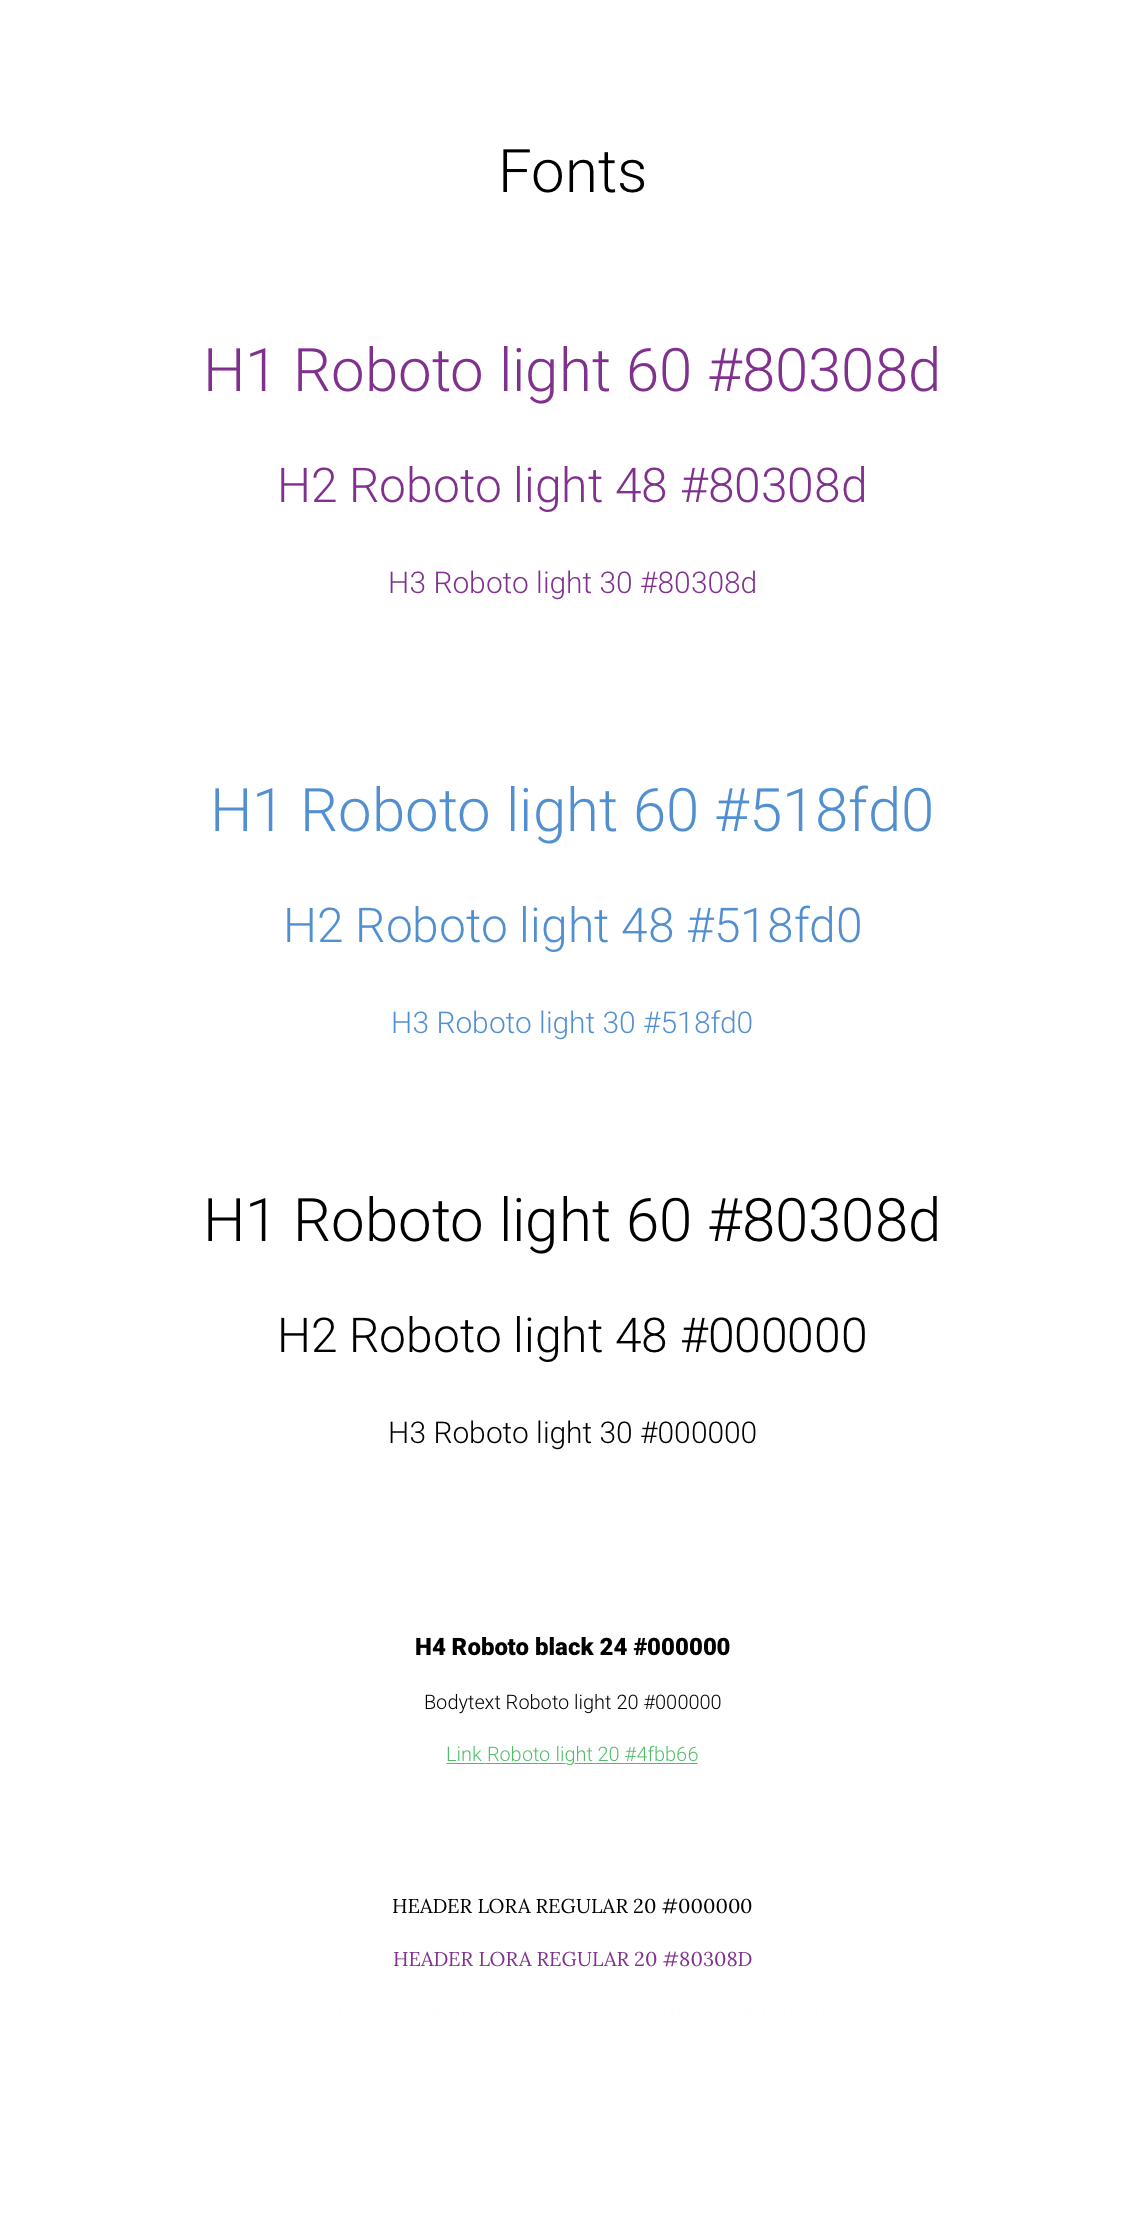 Fonts
H1 Roboto light 60 #80308d
H2 Roboto light 48 #80308d
H3 Roboto light 30 #80308d
H1 Roboto light 60 #518fd0
H2 Roboto light 48 #518fd0
H3 Roboto light 30 #518fd0
H1 Roboto light 60 #80308d
H2 Roboto light 48 #000000
H3 Roboto light 30 #000000
H4 Roboto black 24 #000000
Bodytext Roboto light 20 #000000
Link Roboto light 20 #4fbb66
HEADER LORA REGULAR 20 #000000
HEADER LORA REGULAR 20 #80308D